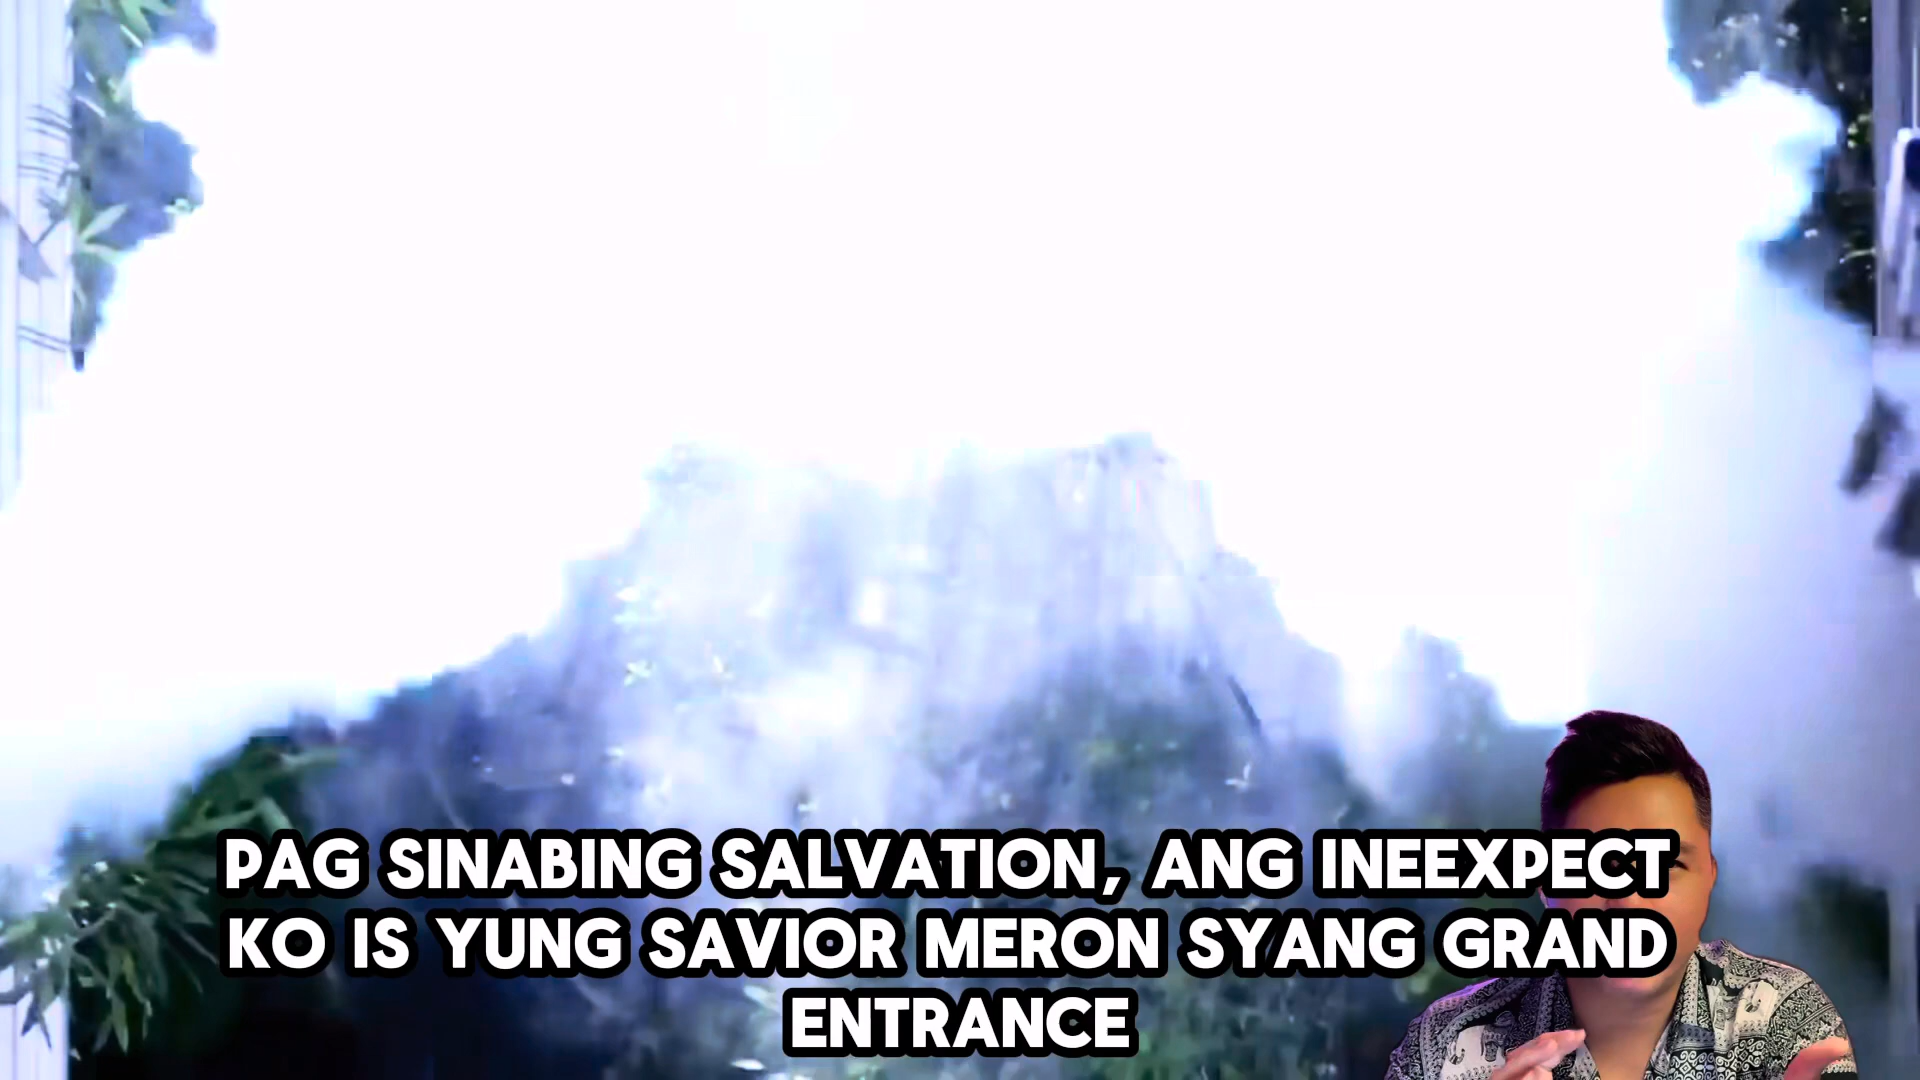 PAG SINABING SALVATION, ANG INEEXPECT
KO IS YUNG SAVIOR MERON SYANG GRAND
ENTRANCE